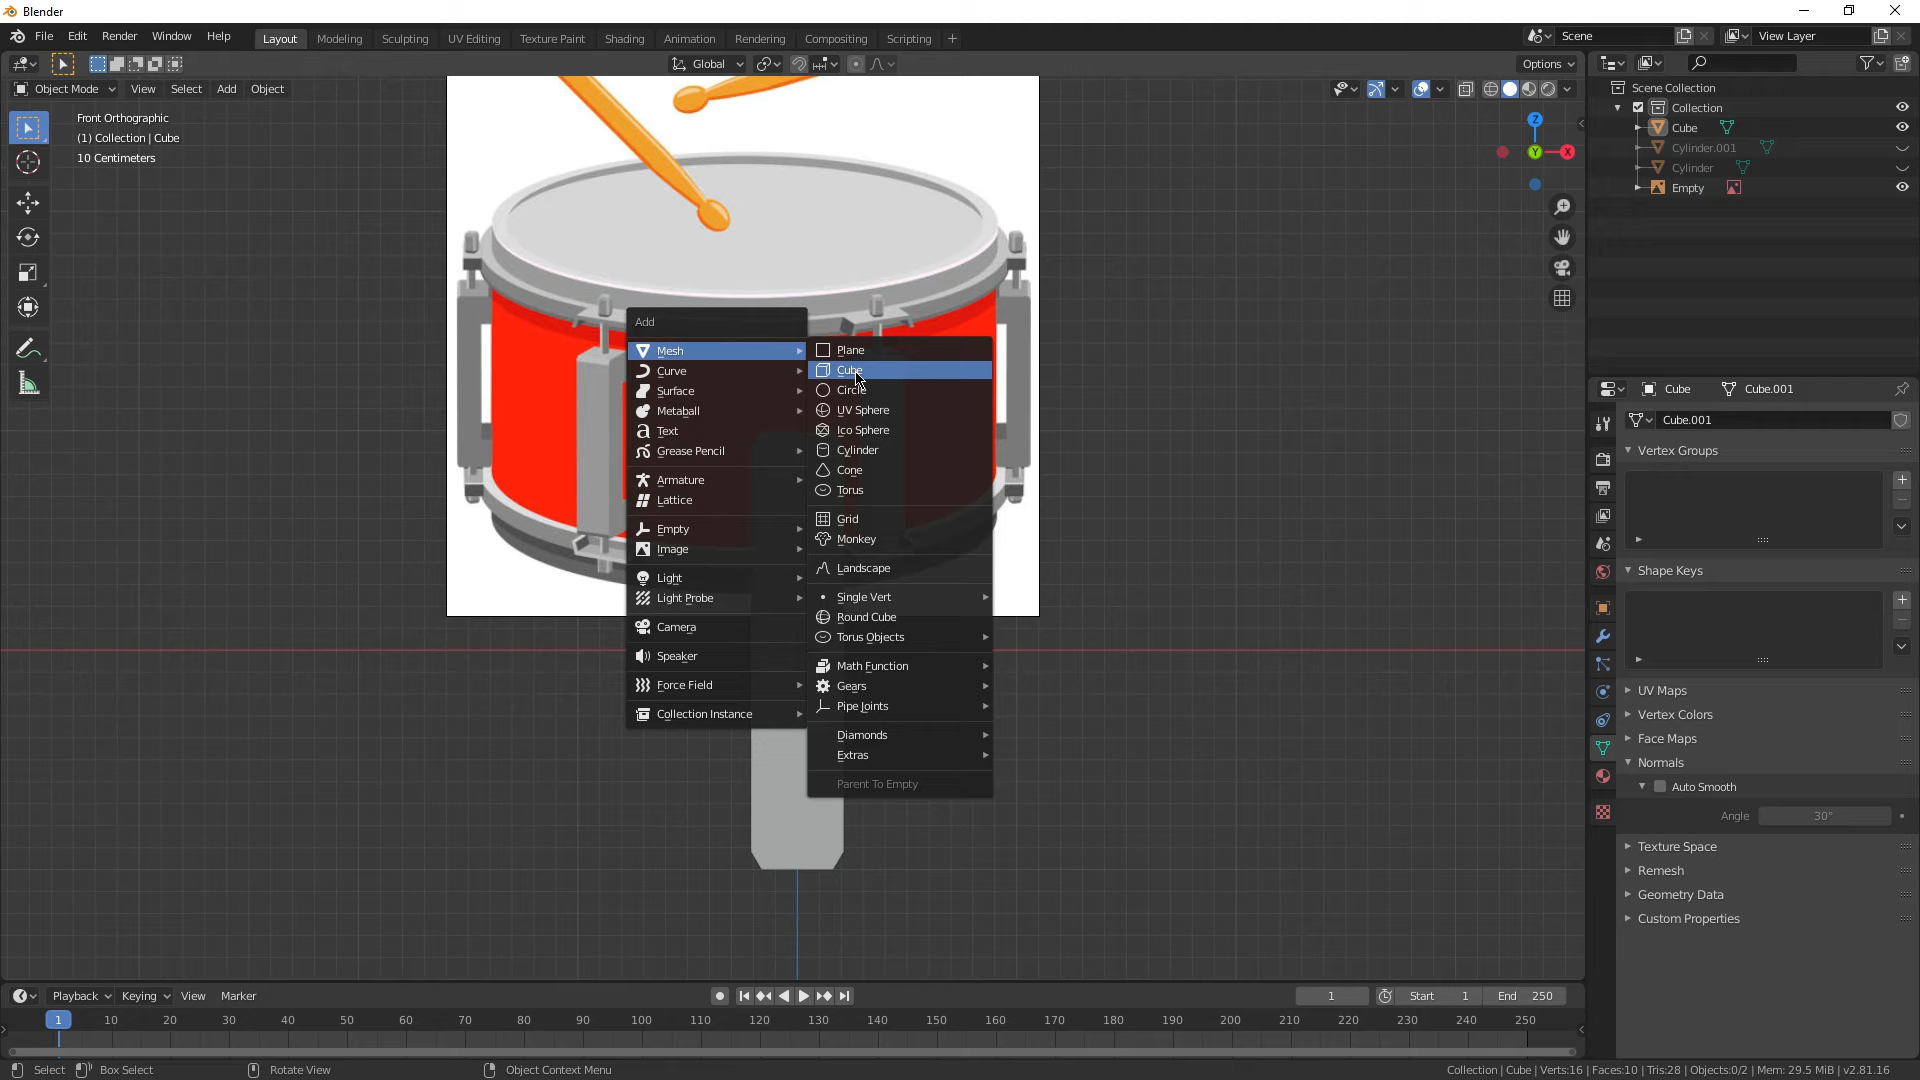 Blender
File Edit Render Window Help
Layout Modeling Sculpting UV Editing Texture Paint Shading Animation Rendering Compositing Scripting +
Scene
View Layer
Global
Options
Object Mode View Select Add Object
Front Orthographic
(1) Collection | Cube
10 Centimeters
Z
Y
X
Add
Mesh
Curve
Surface
Metaball
Text
Grease Pencil
Armature
Lattice
Empty
Image
Light
Light Probe
Camera
Speaker
Force Field
Collection Instance
Plane
Cube
Circle
UV Sphere
Ico Sphere
Cylinder
Cone
Torus
Grid
Monkey
Landscape
Single Vert
Round Cube
Torus Objects
Math Function
Gears
Pipe Joints
Diamonds
Extras
Parent To Empty
Scene Collection
Collection
Cube
Cylinder.001
Cylinder
Empty
Cube Cube.001
Cube.001
Vertex Groups
Shape Keys
UV Maps
Vertex Colors
Face Maps
Normals
Auto Smooth
Angle 30°
Texture Space
Remesh
Geometry Data
Custom Properties
Playback Keying View Marker
1 Start 1 End 250
1 10 20 30 40 50 60 70 80 90 100 110 120 130 140 150 160 170 180 190 200 210 220 230 240 250
Select Box Select Rotate View Object Context Menu
Collection | Cube | Verts:16 | Faces:10 | Tris:28 | Objects:0/2 | Mem: 29.5 MiB | v2.81.16